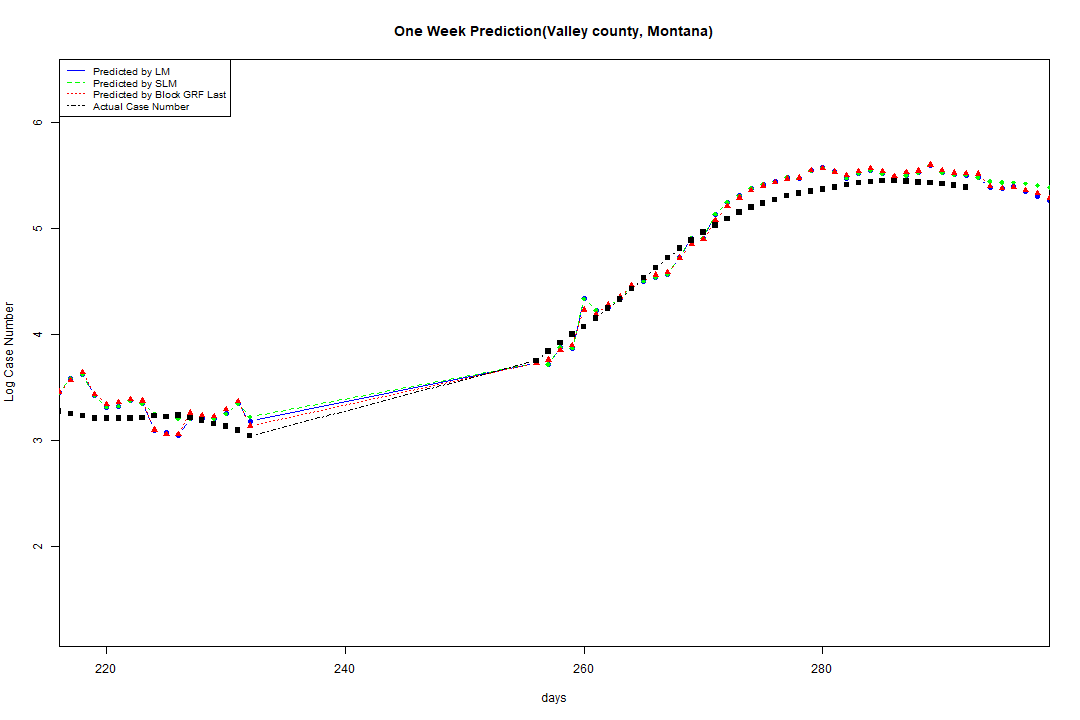 One Week Prediction(Valley county, Montana)
Predicted by LM
Predicted by SLM
Predicted by Block GRF Last
Actual Case Number
6
5
4
3
2
Log Case Number
220 240 260 280
days